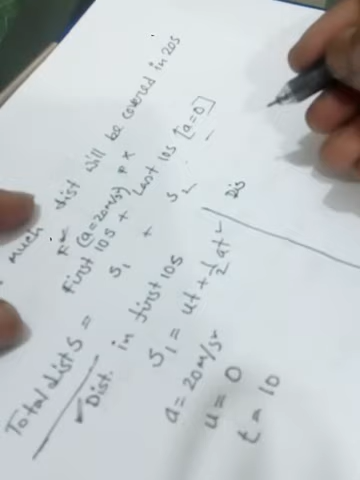 much dist will be covered in 20s
F✓ (a=20m/s²) F X
First 10s + Last 10s [a=0]
Total dist S = S₁ + S₂
✓ Dist. in first 10s
Dis
S₁ = ut + ½at²
a = 20m/s²
u = 0
t = 10